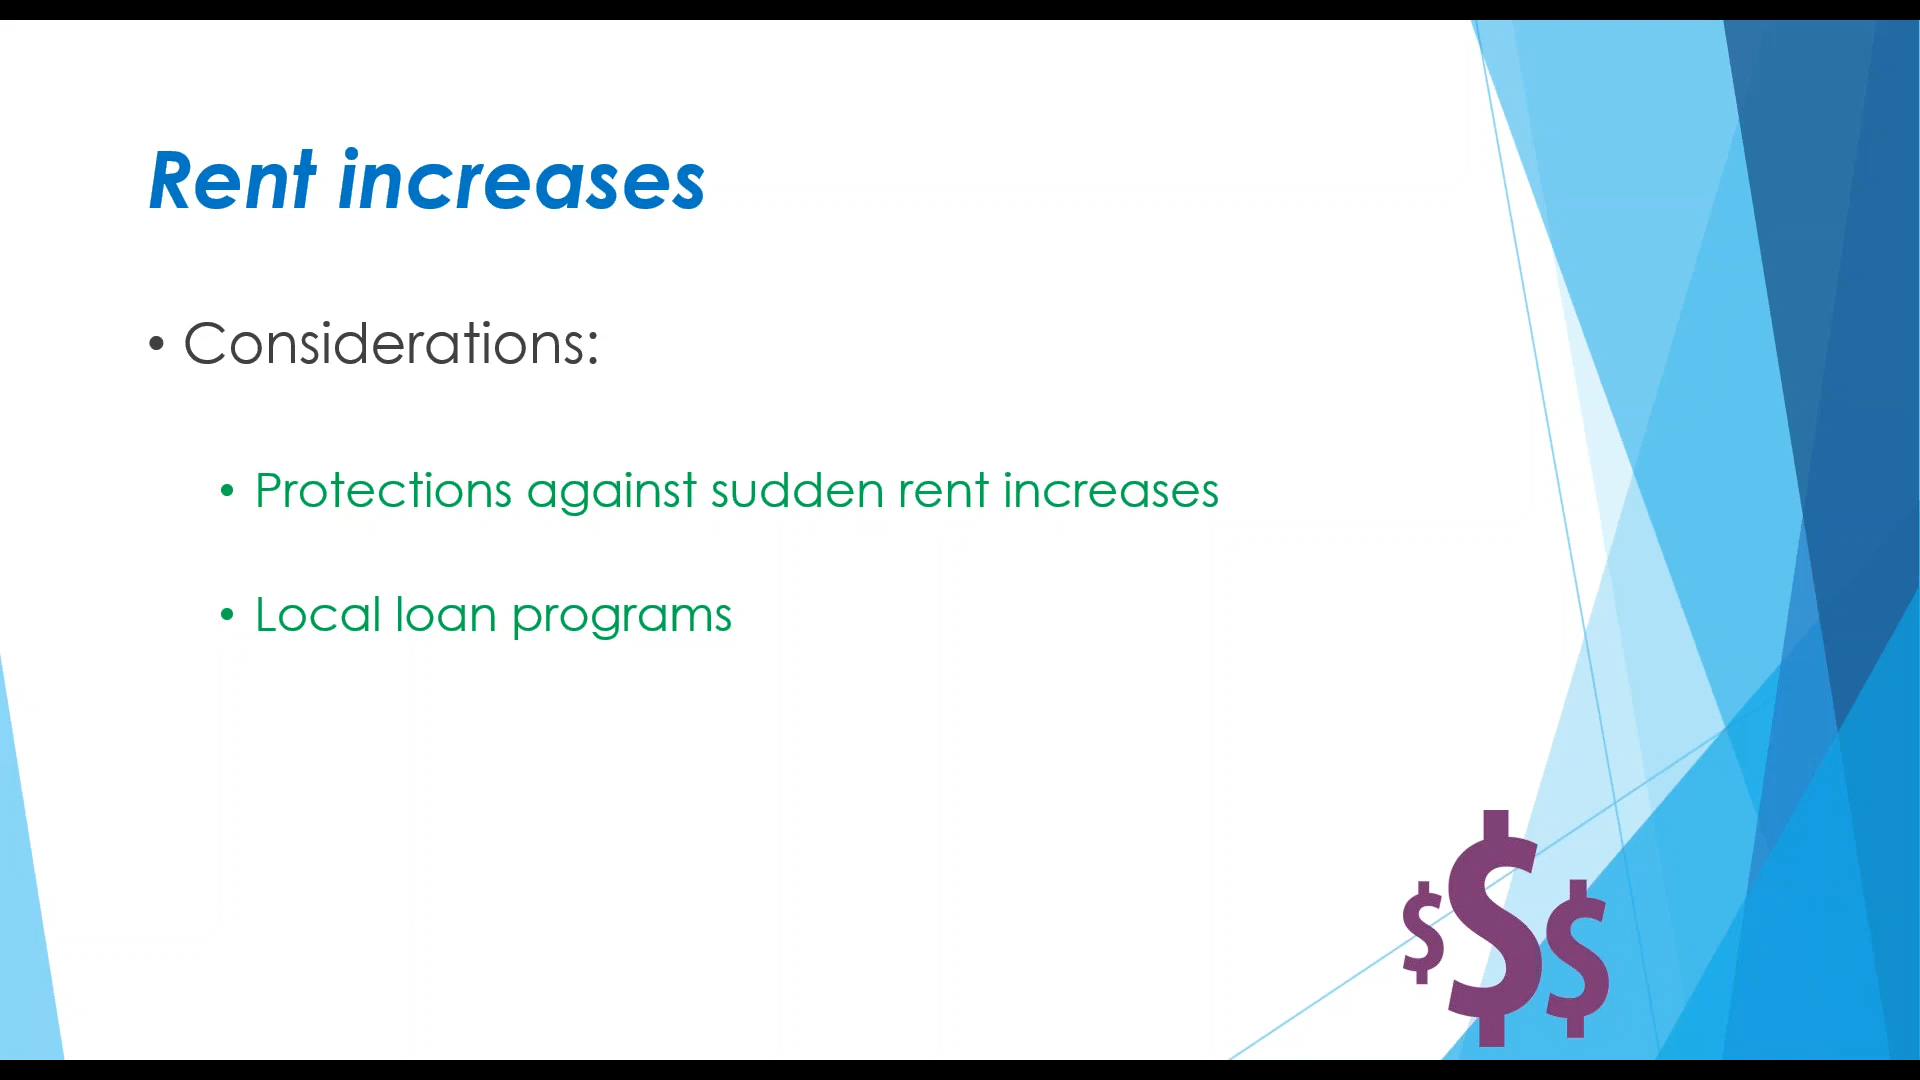 Rent increases
• Considerations:
• Protections against sudden rent increases
• Local loan programs
$$$